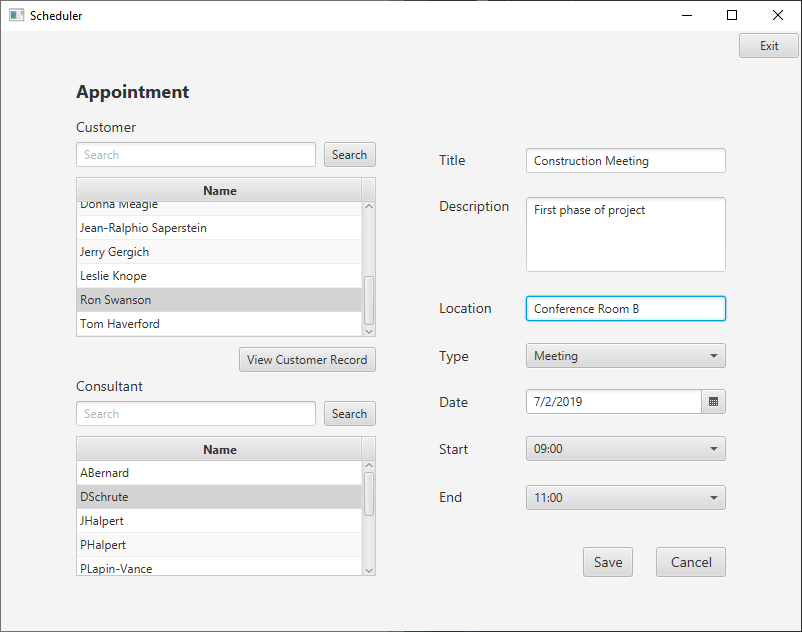 Scheduler
Exit
Appointment
Customer
Search
Search
Name
Donna Meagle
Jean-Ralphio Saperstein
Jerry Gergich
Leslie Knope
Ron Swanson
Tom Haverford
View Customer Record
Consultant
Search
Search
Name
ABernard
DSchrute
JHalpert
PHalpert
PLapin-Vance
Title
Construction Meeting
Description
First phase of project
Location
Conference Room B
Type
Meeting
Date
7/2/2019
Start
09:00
End
11:00
Save
Cancel